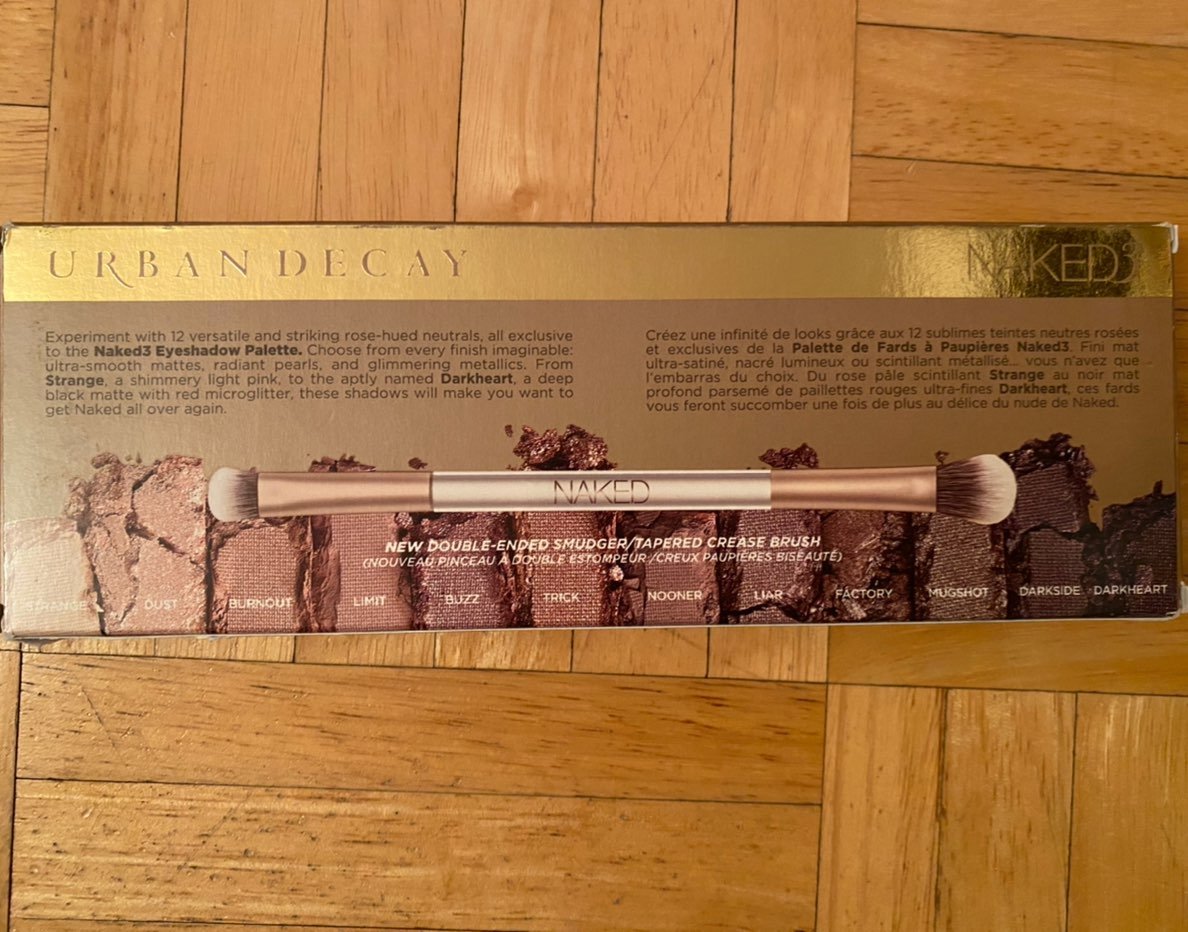 URBAN DECAY
NAKED3
Experiment with 12 versatile and striking rose-hued neutrals, all exclusive
to the Naked3 Eyeshadow Palette. Choose from every finish imaginable:
ultra-smooth mattes, radiant pearls, and glimmering metallics. From
Strange, a shimmery light pink, to the aptly named Darkheart, a deep
black matte with red microglitter, these shadows will make you want to
get Naked all over again.
Créez une infinité de looks grâce aux 12 sublimes teintes neutres rosées
et exclusives de la Palette de Fards à Paupières Naked3. Fini mat
ultra-satiné, nacré lumineux ou scintillant métallisé... vous n'avez que
l'embarras du choix. Du rose pâle scintillant Strange au noir mat
profond parsemé de paillettes rouges ultra-fines Darkheart, ces fards
vous feront succomber une fois de plus au délice du nude de Naked.
NAKED
NEW DOUBLE-ENDED SMUDGER/TAPERED CREASE BRUSH
(NOUVEAU PINCEAU À DOUBLE ESTOMPEUR /CREUX PAUPIÈRES BISEAUTÉ)
STRANGE DUST BURNOUT LIMIT BUZZ TRICK NOONER LIAR FACTORY MUGSHOT DARKSIDE DARKHEART